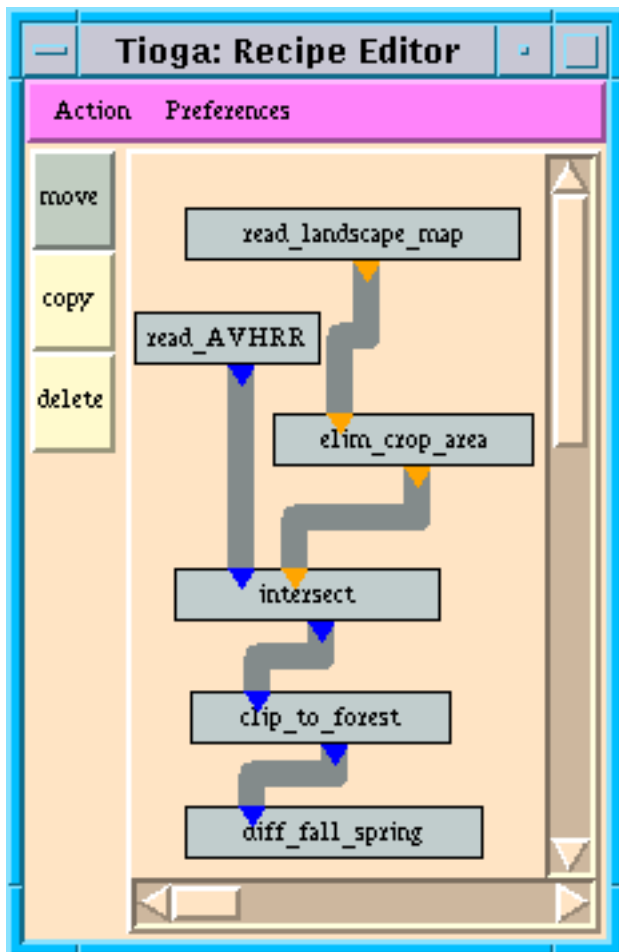 Tioga: Recipe Editor
Action Preferences
move
copy
delete
read_landscape_map
read_AVHRR
elim_crop_area
intersect
clip_to_forest
diff_fall_spring